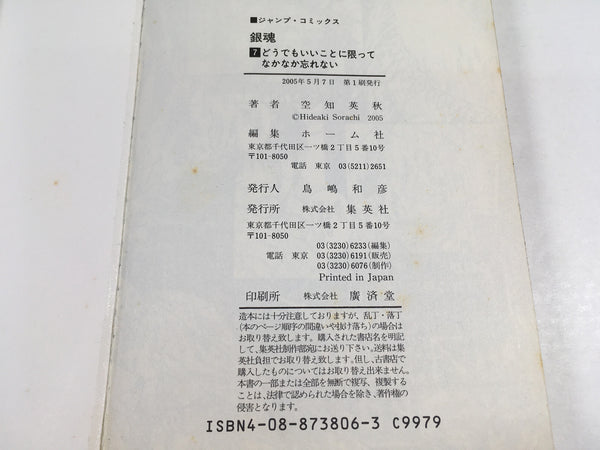 ■ジャンプ・コミックス
銀魂
7どうでもいいことに限って
なかなか忘れない
2005年5月7日 第1刷発行
著者 空知英秋
©Hideaki Sorachi 2005
編集 ホーム社
東京都千代田区一ツ橋2丁目5番10号
〒101-8050
電話 東京 03(5211)2651
発行人 鳥嶋和彦
発行所 株式会社 集英社
東京都千代田区一ツ橋2丁目5番10号
〒101-8050
03(3230)6233(編集)
電話 東京 03(3230)6191(販売)
03(3230)6076(制作)
Printed in Japan
印刷所 株式会社 廣済堂
造本には十分注意しておりますが、乱丁・落丁
(本のページ順序の間違いや抜け落ち)の場合は
お取り替え致します。購入された書店名を明記
して、集英社制作部宛にお送り下さい。送料は集
英社負担でお取り替え致します。但し、古書店で
購入したものについてはお取り替え出来ません。
本書の一部または全部を無断で複写、複製する
ことは、法律で認められた場合を除き、著作権の
侵害となります。
ISBN4-08-873806-3 C9979